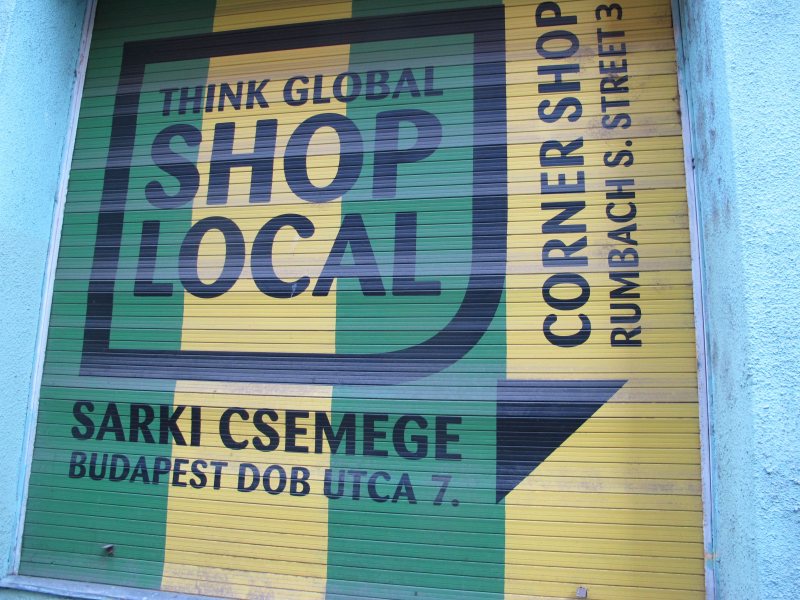 THINK GLOBAL
SHOP
LOCAL
CORNER SHOP
RUMBACH S. STREET 3
SARKI CSEMEGE
BUDAPEST DOB UTCA 7.